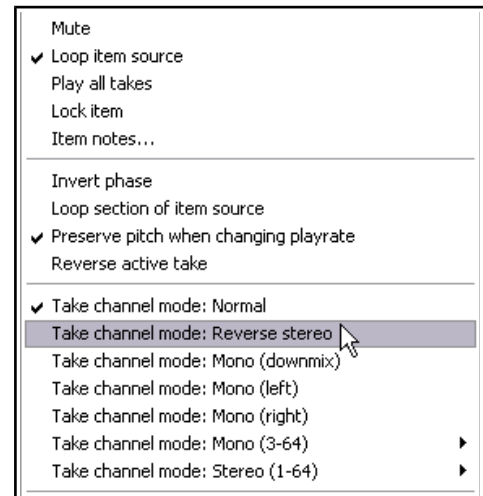 Mute
Loop item source
Play all takes
Lock item
Item notes...
Invert phase
Loop section of item source
Preserve pitch when changing playrate
Reverse active take
Take channel mode: Normal
Take channel mode: Reverse stereo
Take channel mode: Mono (downmix)
Take channel mode: Mono (left)
Take channel mode: Mono (right)
Take channel mode: Mono (3-64)
Take channel mode: Stereo (1-64)